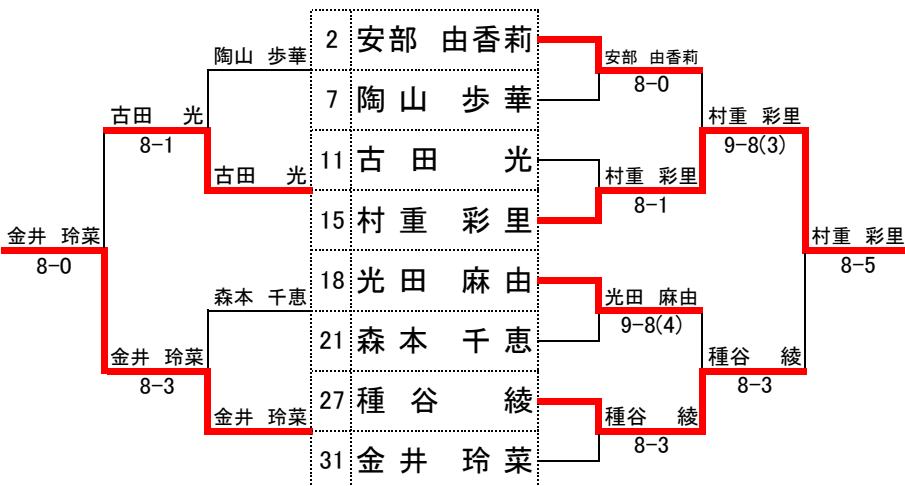 2 安部 由香莉
7 陶山 歩華
11 古田 光
15 村重 彩里
18 光田 麻由
21 森本 千恵
27 種谷 綾
31 金井 玲菜
陶山 歩華
古田 光
8-1
古田 光
金井 玲菜
8-0
森本 千恵
金井 玲菜
8-3
金井 玲菜
安部 由香莉
8-0
村重 彩里
9-8(3)
村重 彩里
8-1
村重 彩里
8-5
光田 麻由
9-8(4)
種谷 綾
8-3
種谷 綾
8-3